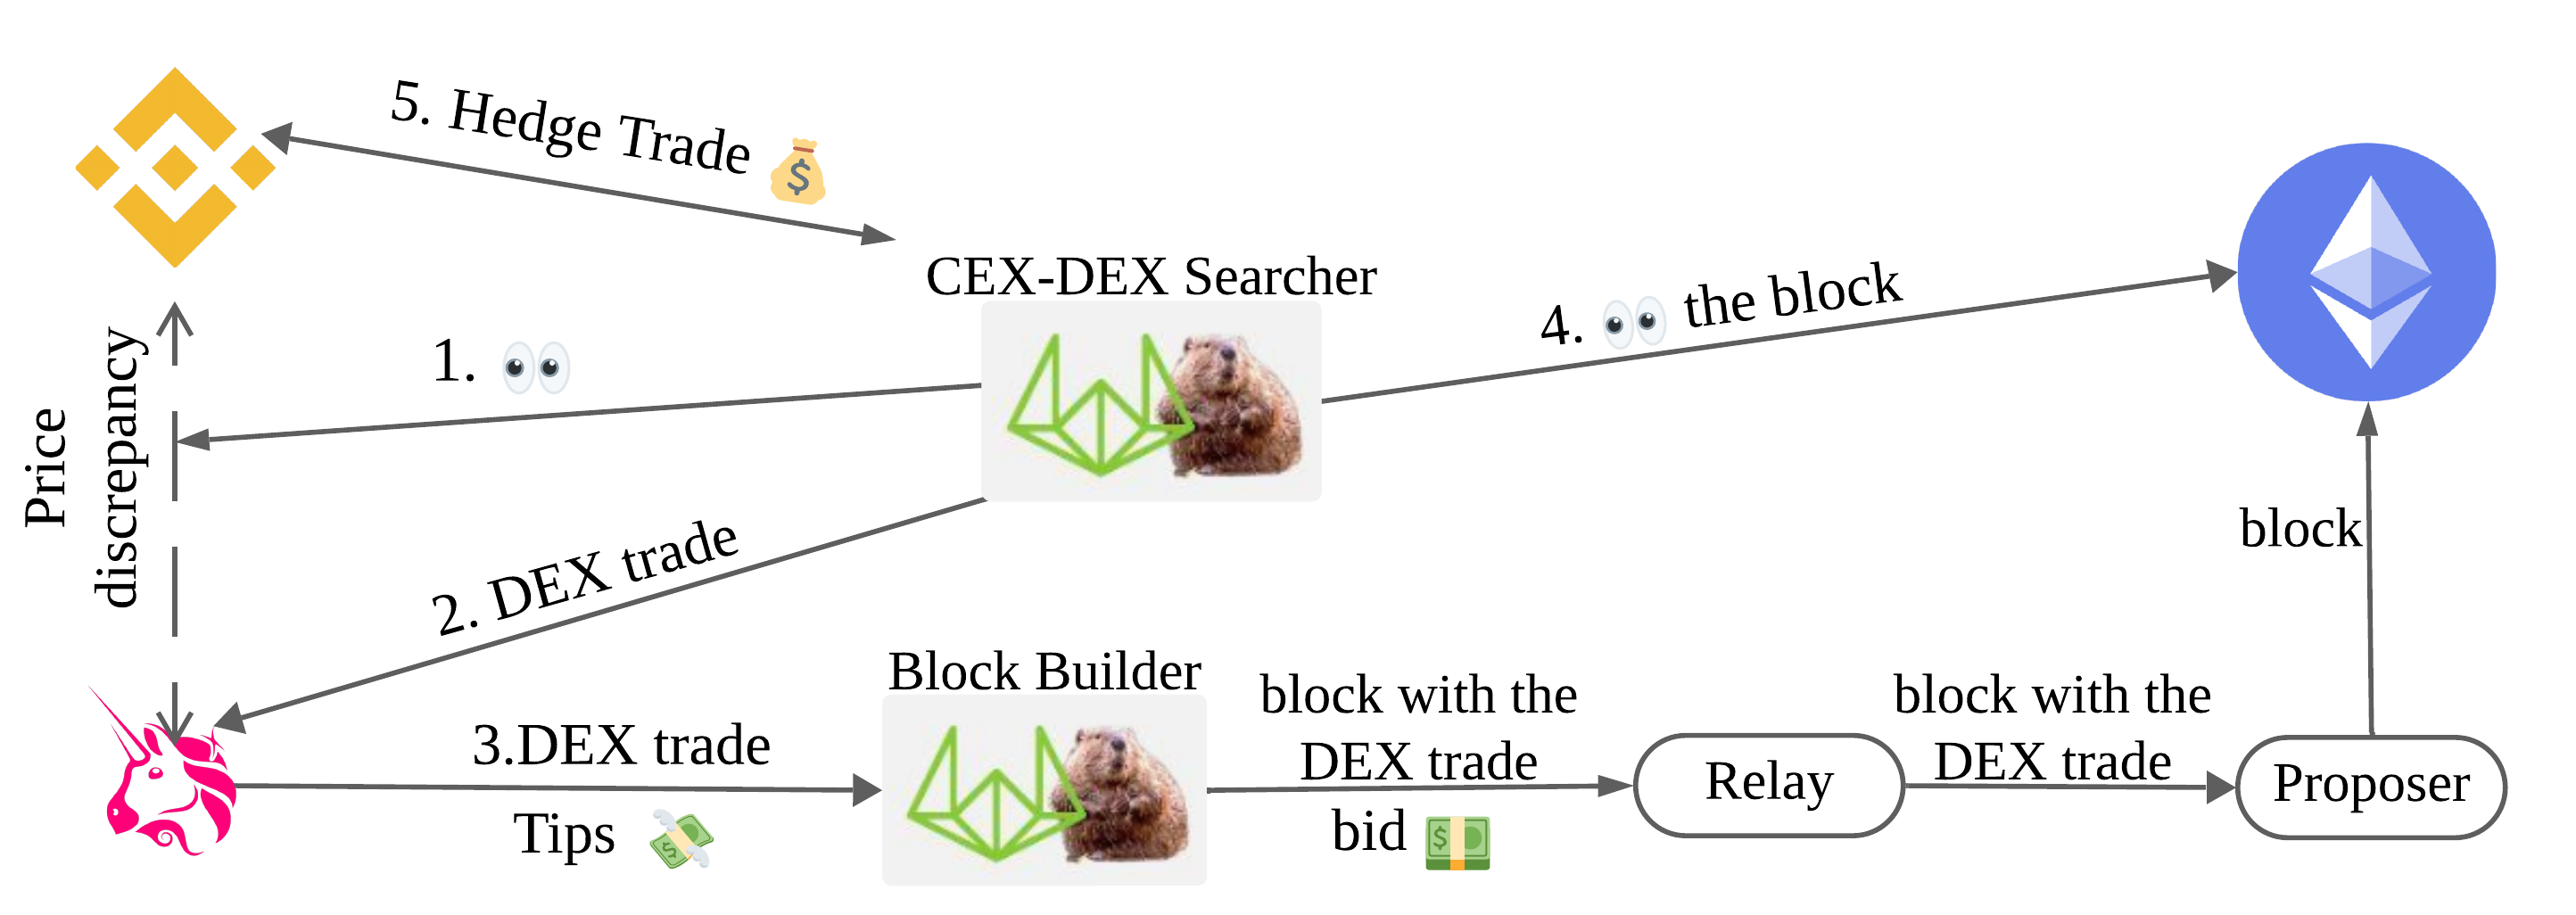 5. Hedge Trade
CEX-DEX Searcher
4. 👀 the block
1. 👀
Price
discrepancy
2. DEX trade
block
Block Builder
3.DEX trade
Tips
block with the
DEX trade
bid
Relay
block with the
DEX trade
Proposer